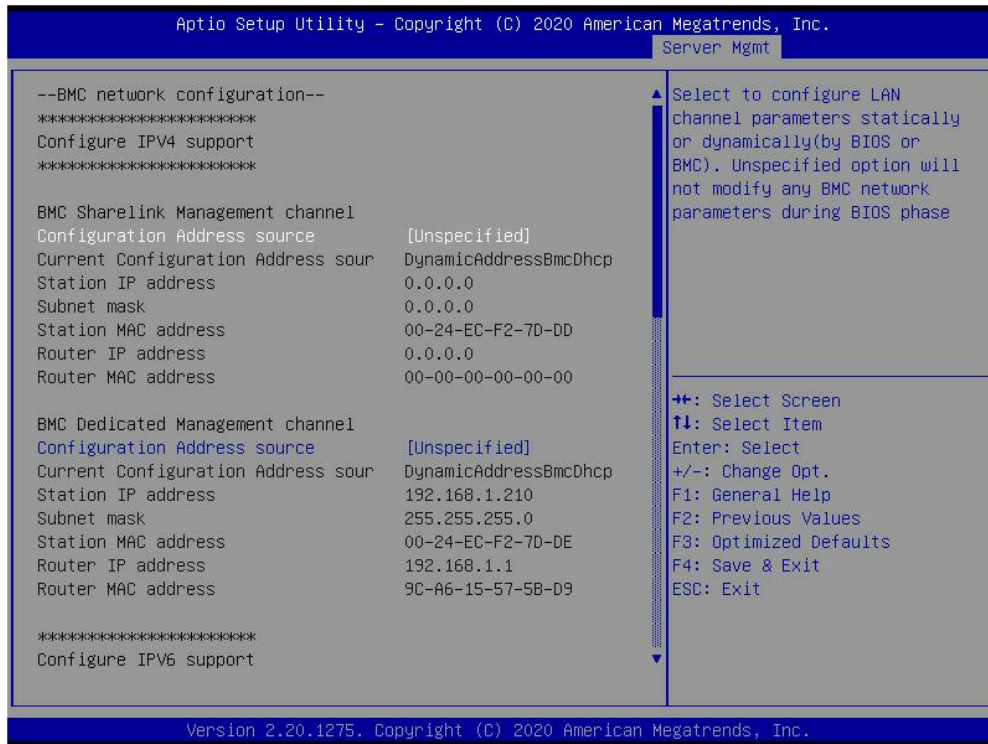 Aptio Setup Utility – Copyright (C) 2020 American Megatrends, Inc.
Server Mgmt
--BMC network configuration--
***********************
Configure IPV4 support
***********************
BMC Sharelink Management channel
Configuration Address source [Unspecified]
Current Configuration Address sour DynamicAddressBmcDhcp
Station IP address 0.0.0.0
Subnet mask 0.0.0.0
Station MAC address 00-24-EC-F2-7D-DD
Router IP address 0.0.0.0
Router MAC address 00-00-00-00-00-00
BMC Dedicated Management channel
Configuration Address source [Unspecified]
Current Configuration Address sour DynamicAddressBmcDhcp
Station IP address 192.168.1.210
Subnet mask 255.255.255.0
Station MAC address 00-24-EC-F2-7D-DE
Router IP address 192.168.1.1
Router MAC address 9C-A6-15-57-5B-D9
***********************
Configure IPV6 support
Select to configure LAN
channel parameters statically
or dynamically(by BIOS or
BMC). Unspecified option will
not modify any BMC network
parameters during BIOS phase
→←: Select Screen
↑↓: Select Item
Enter: Select
+/-: Change Opt.
F1: General Help
F2: Previous Values
F3: Optimized Defaults
F4: Save & Exit
ESC: Exit
Version 2.20.1275. Copyright (C) 2020 American Megatrends, Inc.